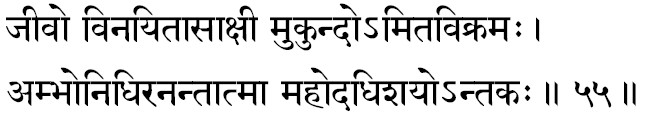 जीवो विनयितासाक्षी मुकुन्दोऽमितविक्रमः।
अम्भोनिधिरनन्तात्मा महोदधिशयोऽन्तकः॥ ५५॥